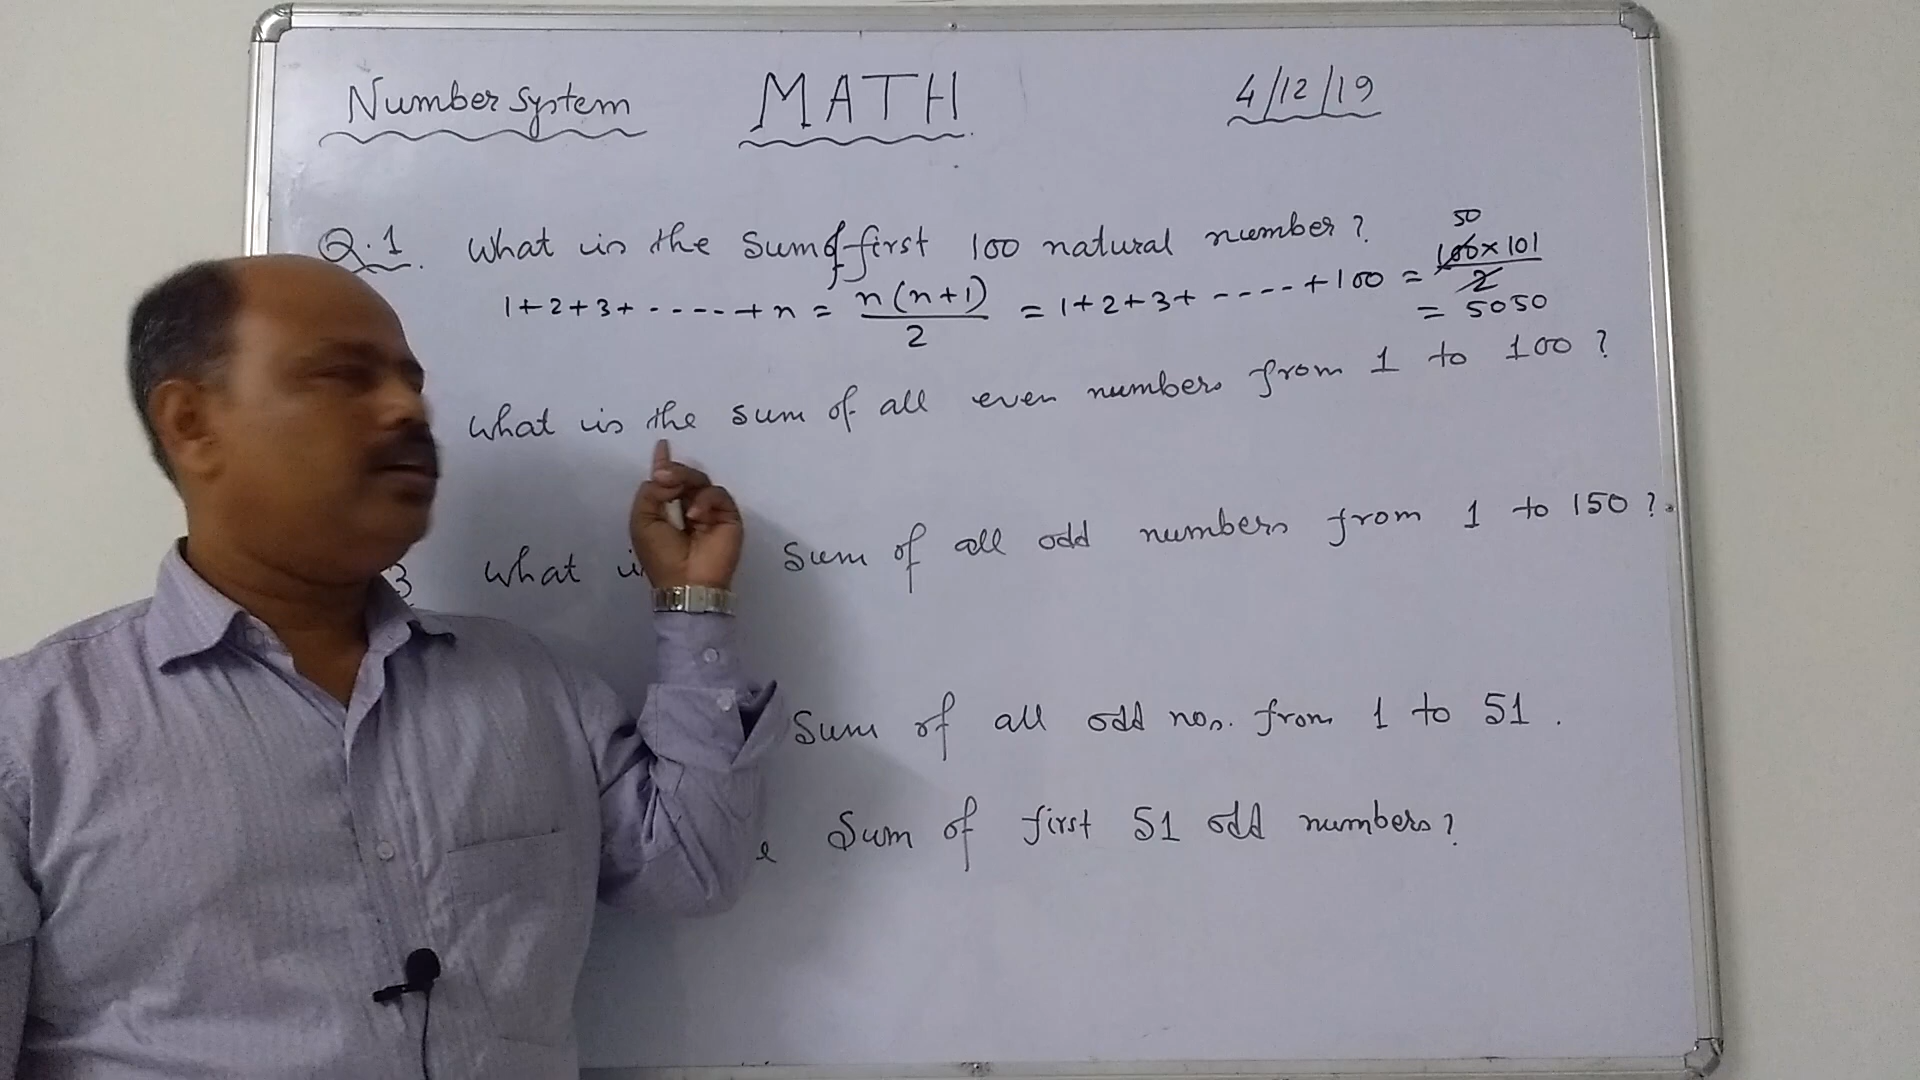 Number system MATH 4/12/19
Q.1. What is the sum of first 100 natural number?
1+2+3+-----+n = n(n+1)/2 = 1+2+3+----+100 = 100×101/2 50
= 5050
What is the sum of all even numbers from 1 to 100?
3 What sum of all odd numbers from 1 to 150?
Sum of all odd nos. from 1 to 51.
e Sum of first 51 odd numbers?